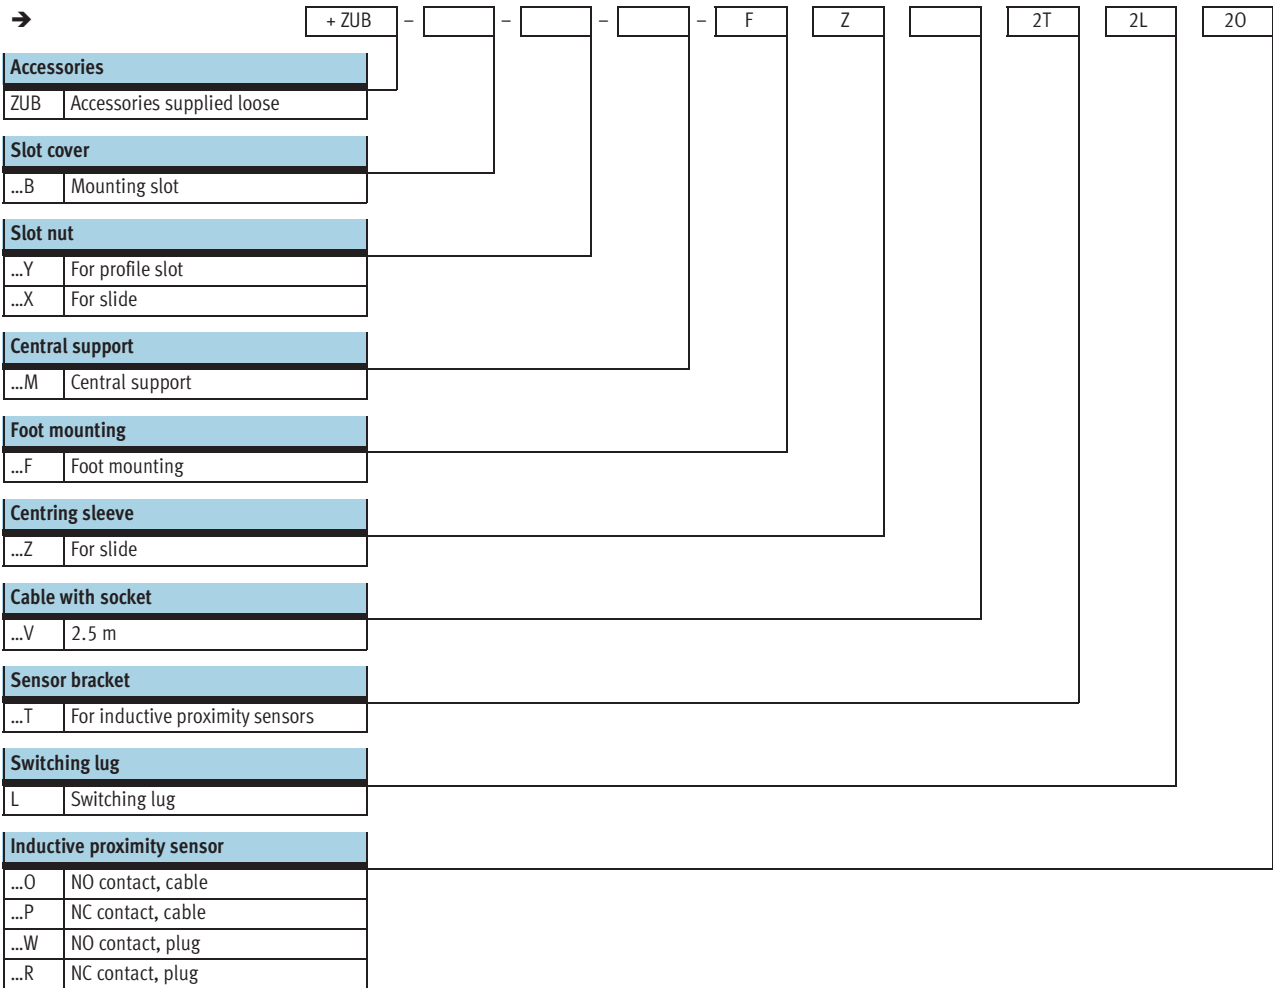 ➔ + ZUB – – – – F Z 2T 2L 2O
Accessories
ZUB Accessories supplied loose
Slot cover
...B Mounting slot
Slot nut
...Y For profile slot
...X For slide
Central support
...M Central support
Foot mounting
...F Foot mounting
Centring sleeve
...Z For slide
Cable with socket
...V 2.5 m
Sensor bracket
...T For inductive proximity sensors
Switching lug
L Switching lug
Inductive proximity sensor
...O NO contact, cable
...P NC contact, cable
...W NO contact, plug
...R NC contact, plug